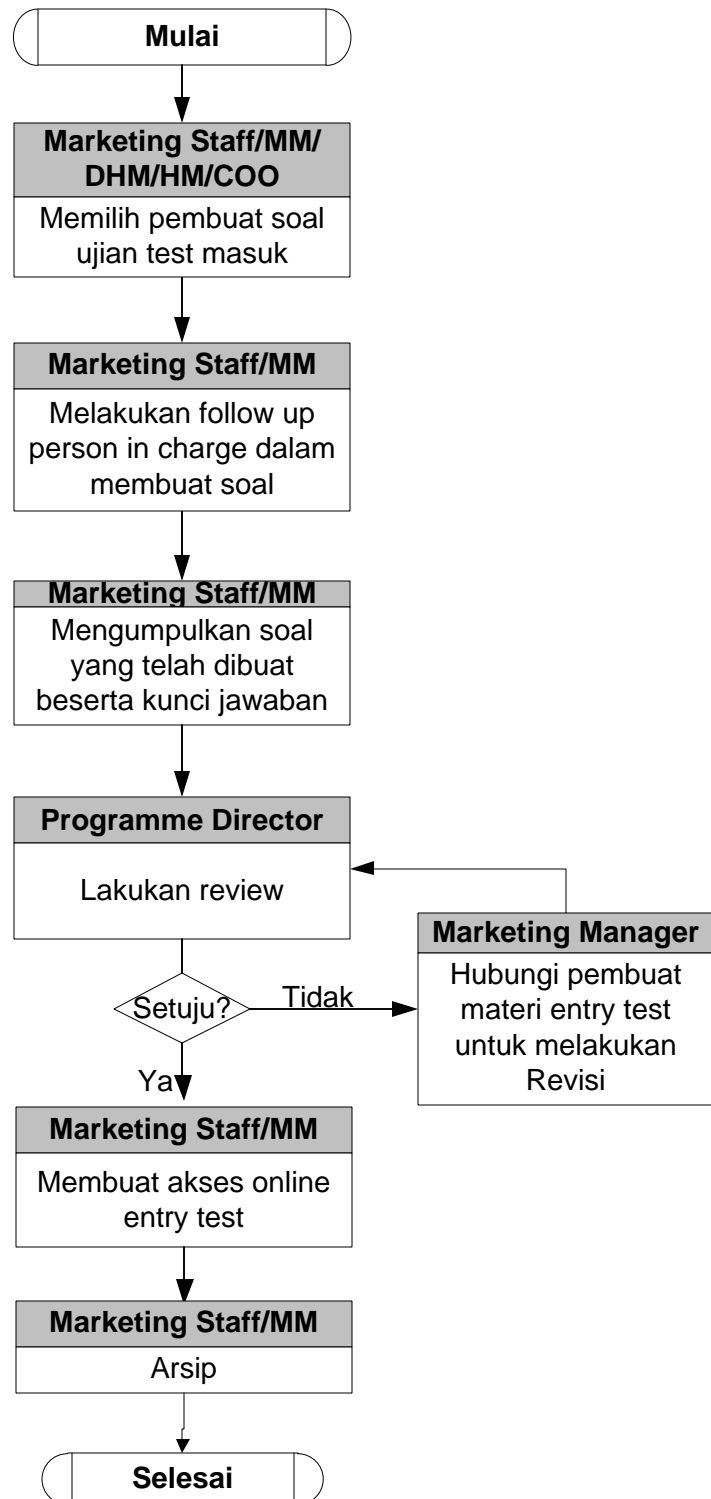 Mulai
Marketing Staff/MM/
DHM/HM/COO
Memilih pembuat soal
ujian test masuk
Marketing Staff/MM
Melakukan follow up
person in charge dalam
membuat soal
Marketing Staff/MM
Mengumpulkan soal
yang telah dibuat
beserta kunci jawaban
Programme Director
Lakukan review
Marketing Manager
Hubungi pembuat
materi entry test
untuk melakukan
Revisi
Setuju?
Tidak
Ya
Marketing Staff/MM
Membuat akses online
entry test
Marketing Staff/MM
Arsip
Selesai